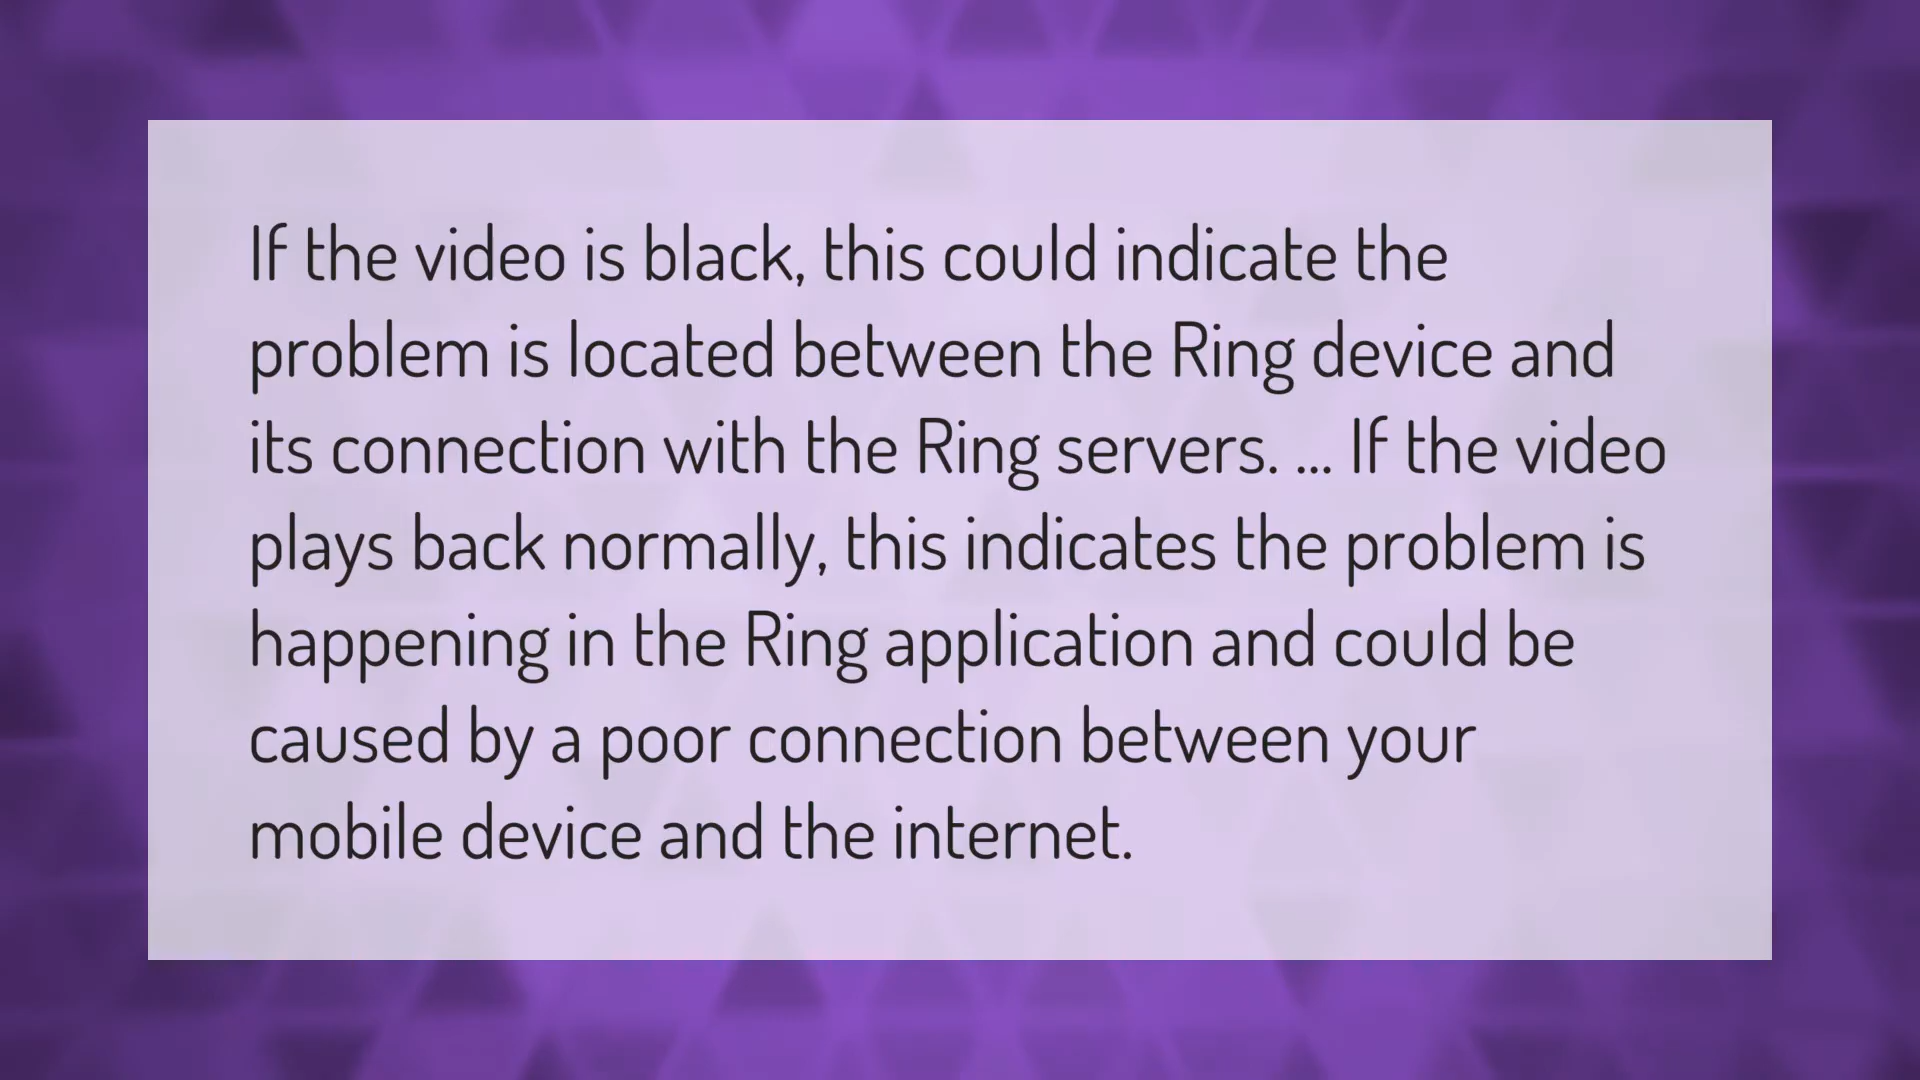 If the video is black, this could indicate the
problem is located between the Ring device and
its connection with the Ring servers. ... If the video
plays back normally, this indicates the problem is
happening in the Ring application and could be
caused by a poor connection between your
mobile device and the internet.